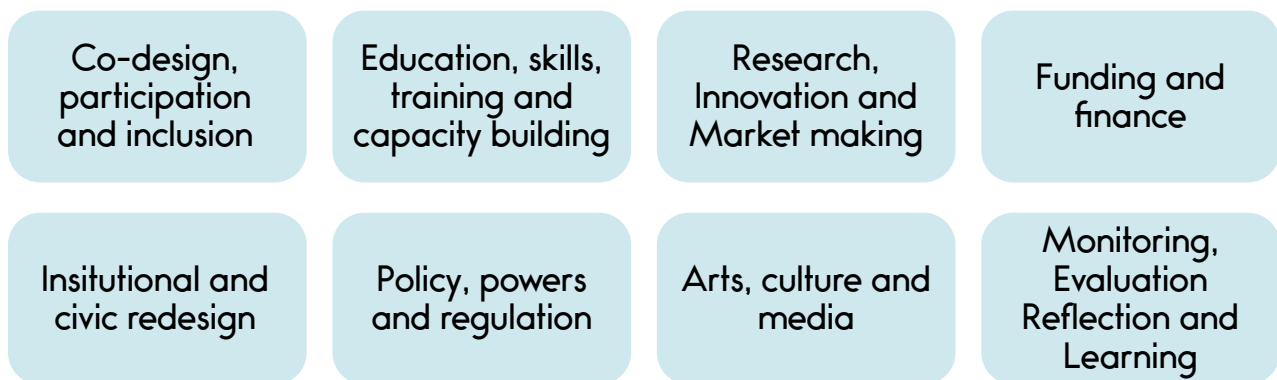 Co-design,
participation
and inclusion
Education, skills,
training and
capacity building
Research,
Innovation and
Market making
Funding and
finance
Insitutional and
civic redesign
Policy, powers
and regulation
Arts, culture and
media
Monitoring,
Evaluation
Reflection and
Learning